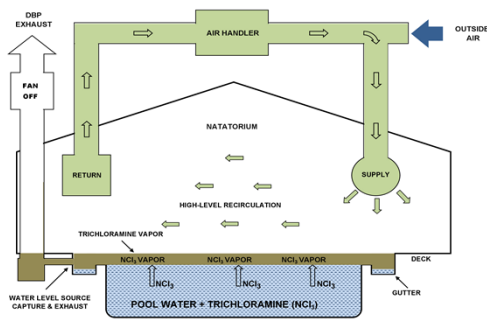 DBP
EXHAUST
AIR HANDLER
OUTSIDE
AIR
FAN
OFF
NATATORIUM
RETURN
SUPPLY
HIGH-LEVEL RECIRCULATION
TRICHLORAMINE VAPOR
NCl₃ VAPOR NCl₃ VAPOR NCl₃ VAPOR
DECK
NCl₃ NCl₃ NCl₃
WATER LEVEL SOURCE
CAPTURE & EXHAUST
GUTTER
POOL WATER + TRICHLORAMINE (NCl₃)